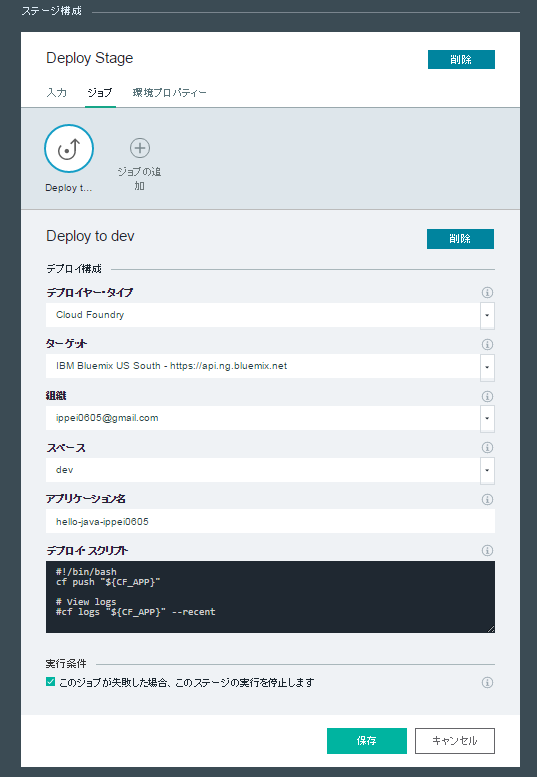 ステージ構成
Deploy Stage
削除
入力 ジョブ 環境プロパティー
Deploy t...
ジョブの追
加
Deploy to dev
削除
デプロイ構成
デプロイヤー・タイプ
Cloud Foundry
ターゲット
IBM Bluemix US South - https://api.ng.bluemix.net
組織
ippei0605@gmail.com
スペース
dev
アプリケーション名
hello-java-ippei0605
デプロイ・スクリプト
#!/bin/bash
cf push "${CF_APP}"
# View logs
#cf logs "${CF_APP}" --recent
実行条件
このジョブが失敗した場合、このステージの実行を停止します
保存 キャンセル